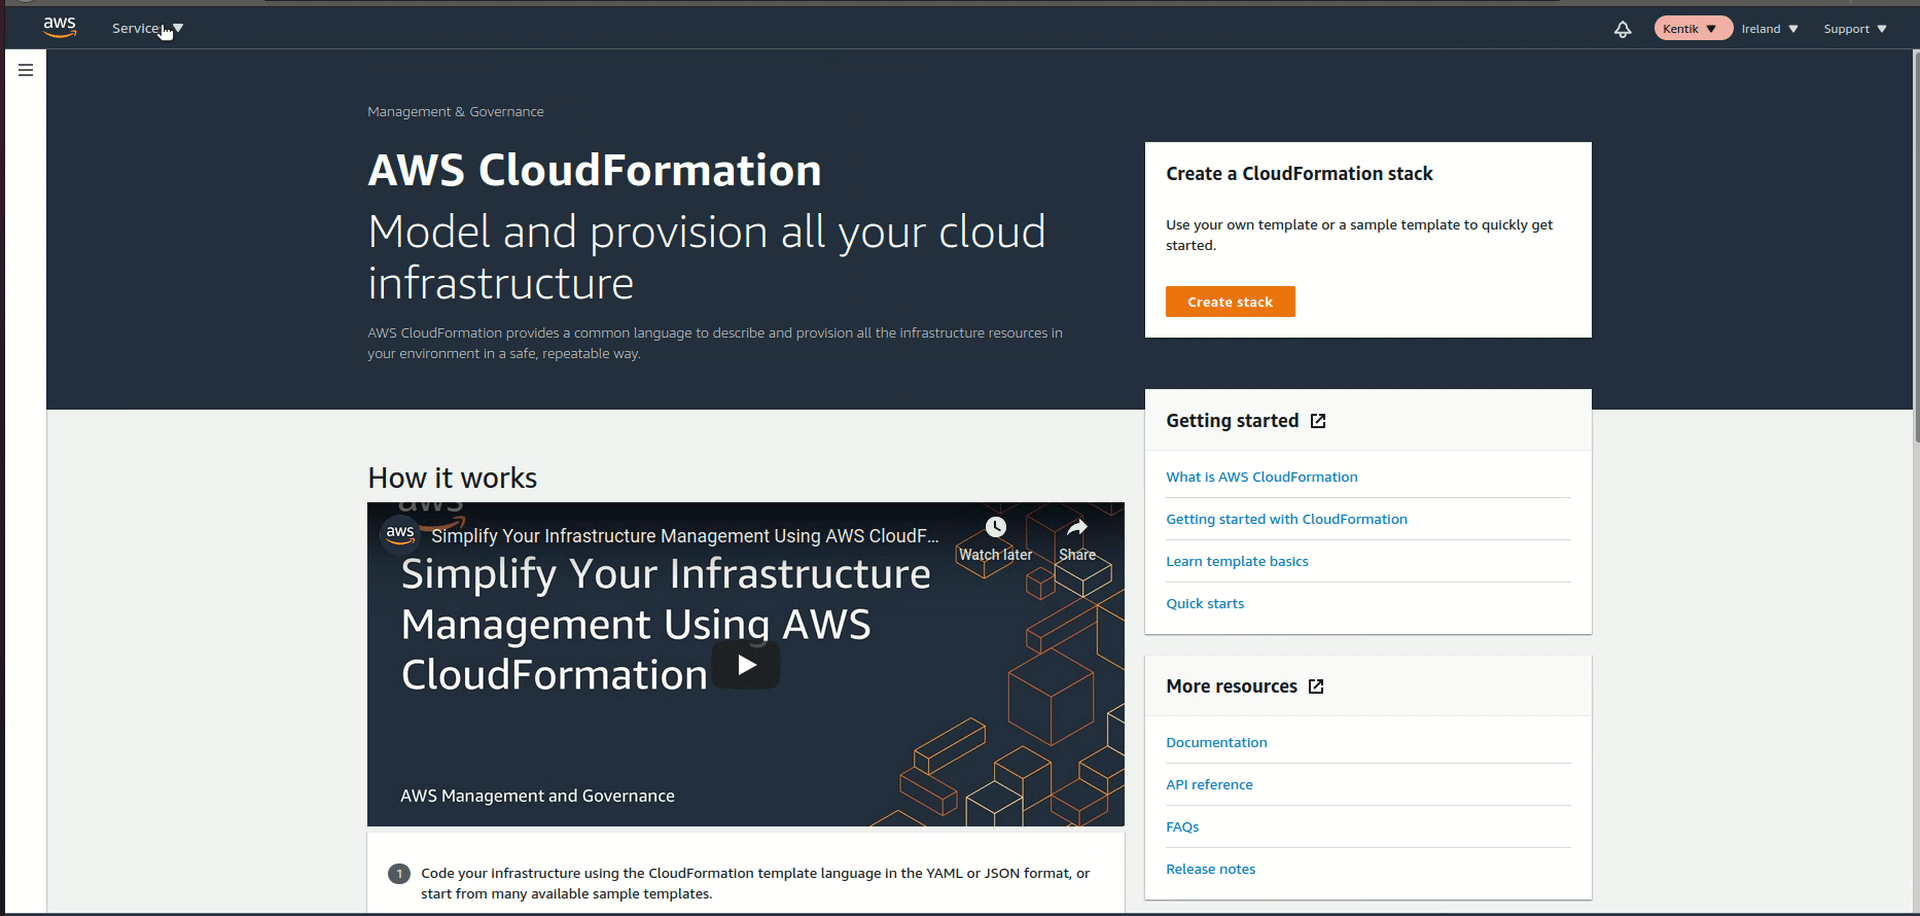 aws
Service
Kentik
Ireland
Support
Management & Governance
AWS CloudFormation
Model and provision all your cloud
infrastructure
AWS CloudFormation provides a common language to describe and provision all the infrastructure resources in
your environment in a safe, repeatable way.
Create a CloudFormation stack
Use your own template or a sample template to quickly get
started.
Create stack
Getting started
What is AWS CloudFormation
Getting started with CloudFormation
Learn template basics
Quick starts
How it works
aws
aws
Simplify Your Infrastructure Management Using AWS CloudF...
Watch later
Share
Simplify Your Infrastructure
Management Using AWS
CloudFormation
AWS Management and Governance
More resources
Documentation
API reference
FAQs
Release notes
1
Code your infrastructure using the CloudFormation template language in the YAML or JSON format, or
start from many available sample templates.